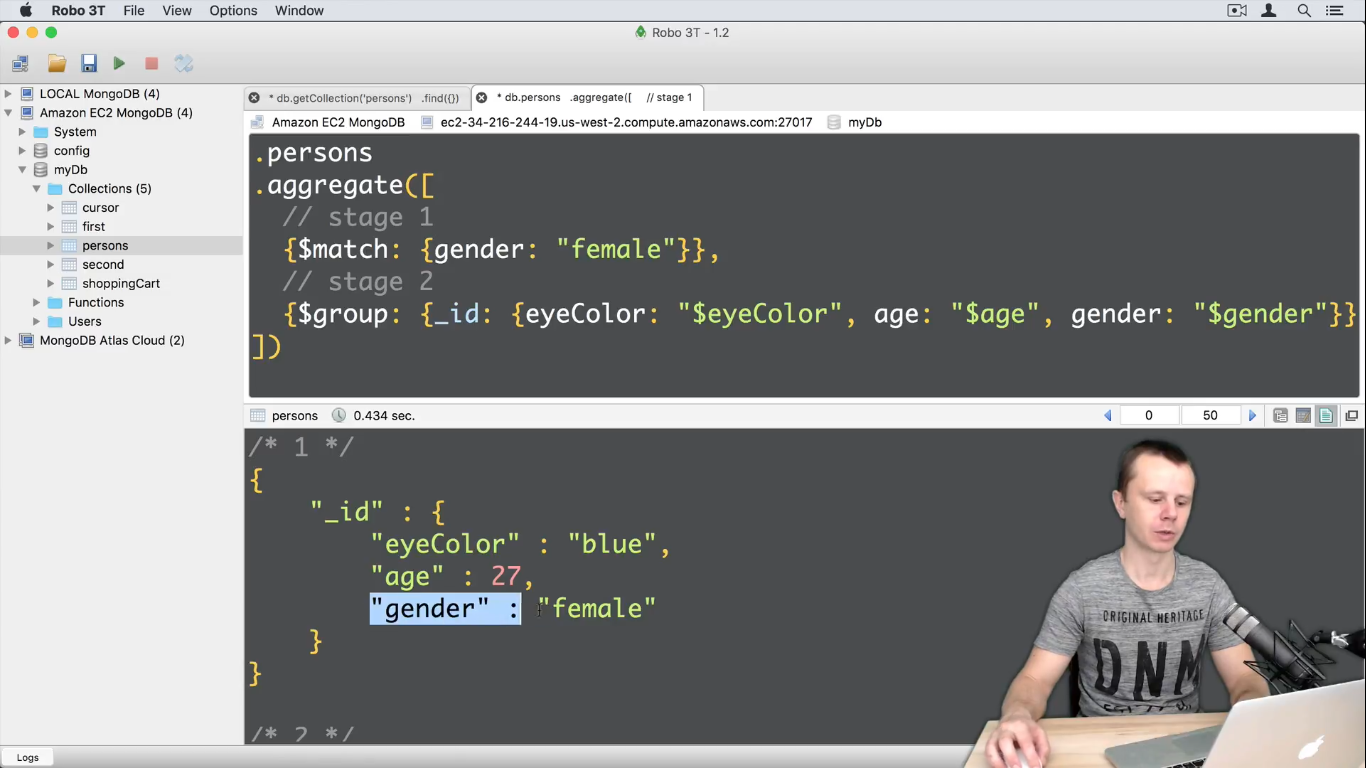 Robo 3T File View Options Window
Robo 3T - 1.2
LOCAL MongoDB (4)
Amazon EC2 MongoDB (4)
System
config
myDb
Collections (5)
cursor
first
persons
second
shoppingCart
Functions
Users
MongoDB Atlas Cloud (2)
* db.getCollection('persons') .find({}) * db.persons .aggregate([ // stage 1
Amazon EC2 MongoDB ec2-34-216-244-19.us-west-2.compute.amazonaws.com:27017 myDb
.persons
.aggregate([
// stage 1
{$match: {gender: "female"}},
// stage 2
{$group: {_id: {eyeColor: "$eyeColor", age: "$age", gender: "$gender"}}
])
persons 0.434 sec. 0 50
/* 1 */
{
"_id" : {
"eyeColor" : "blue",
"age" : 27,
"gender" : "female"
}
}
/* 2 */
ORIGINAL HERITAGE
DNM
Logs